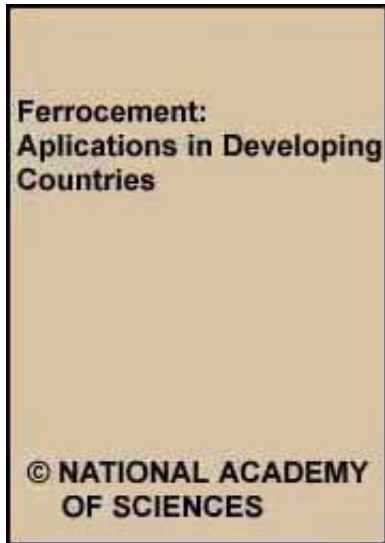 Ferrocement:
Aplications in Developing
Countries
© NATIONAL ACADEMY
OF SCIENCES